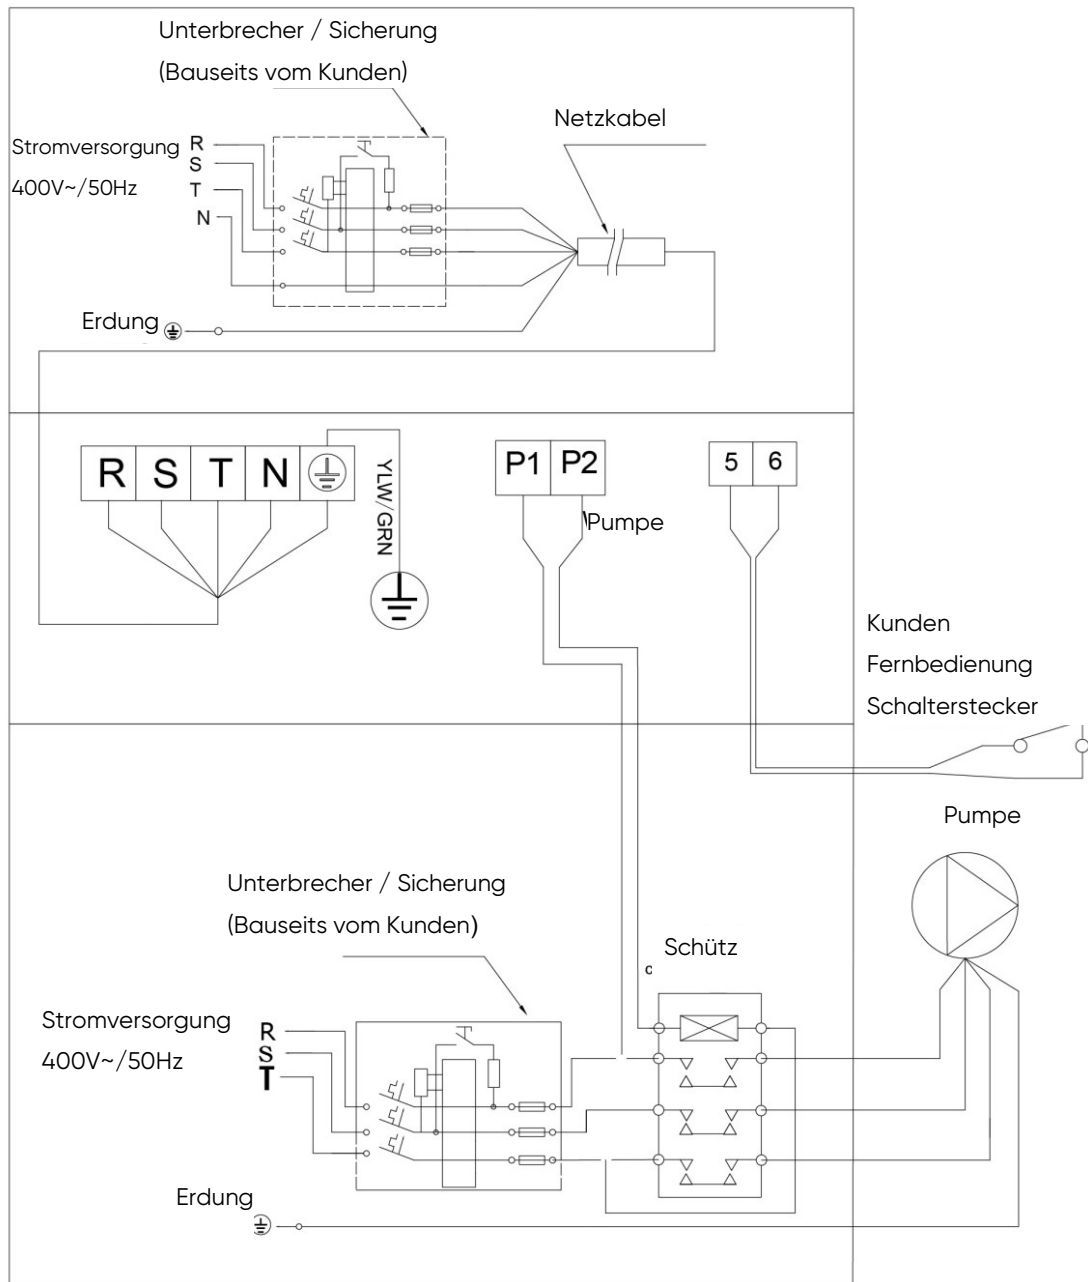 Unterbrecher / Sicherung
(Bauseits vom Kunden)
Netzkabel
Stromversorgung
400V~/50Hz
R
S
T
N
Erdung
R S T N
YLW/GRN
P1 P2
Pumpe
5 6
Kunden
Fernbedienung
Schalterstecker
Pumpe
Unterbrecher / Sicherung
(Bauseits vom Kunden)
Schütz
Stromversorgung
400V~/50Hz
R
S
T
Erdung